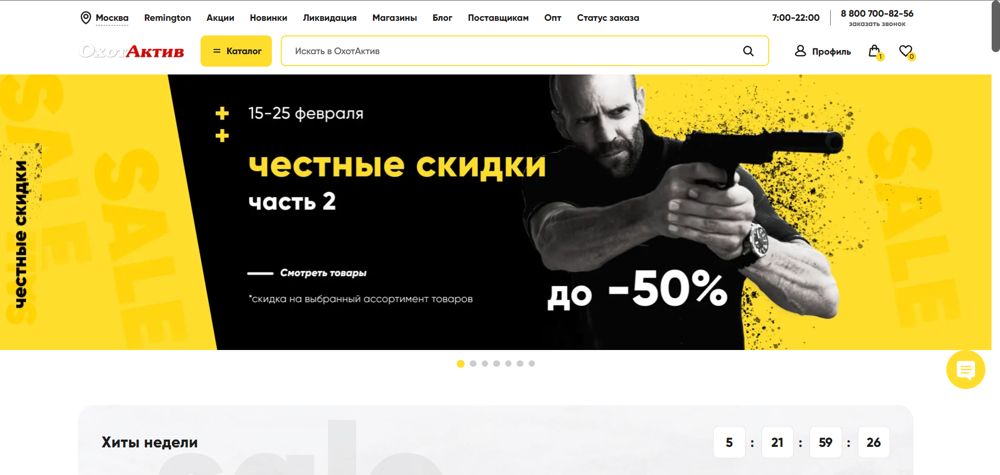 Москва Remington Акции Новинки Ликвидация Магазины Блог Поставщикам Опт Статус заказа 7:00-22:00 8 800 700-82-56
заказать звонок
ОхотАктив Каталог Искать в ОхотАктив Профиль 1 0
SALE
SALE
SALE
честные скидки
15-25 февраля
честные скидки
часть 2
Смотреть товары
*скидка на выбранный ассортимент товаров
до -50%
Хиты недели 5 : 21 : 59 : 26
sale